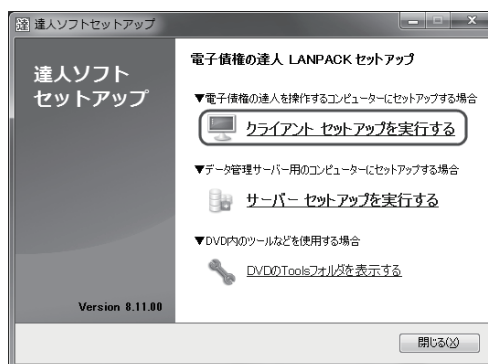 達人ソフトセットアップ
達人ソフト
セットアップ
電子債権の達人 LANPACK セットアップ
▼電子債権の達人を操作するコンピューターにセットアップする場合
クライアント セットアップを実行する
▼データ管理サーバー用のコンピューターにセットアップする場合
サーバー セットアップを実行する
▼DVD内のツールなどを使用する場合
DVDのToolsフォルダを表示する
Version 8.11.00
閉じる(X)